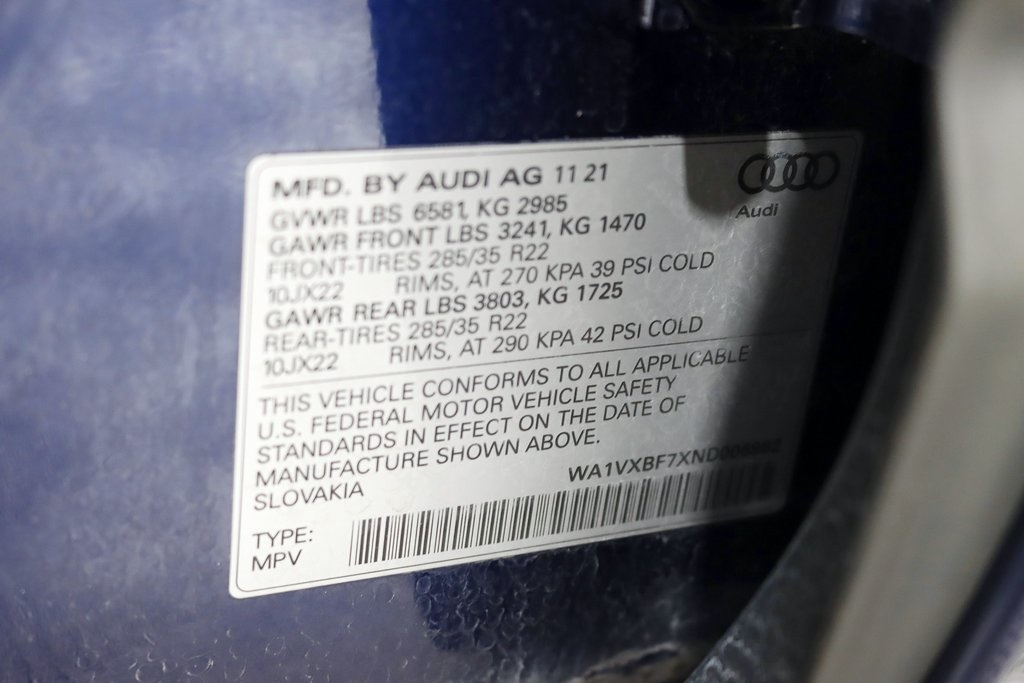 MFD. BY AUDI AG 11 21
GVWR LBS 6581, KG 2985
GAWR FRONT LBS 3241, KG 1470
FRONT-TIRES 285/35 R22
10JX22 RIMS, AT 270 KPA 39 PSI COLD
GAWR REAR LBS 3803, KG 1725
REAR-TIRES 285/35 R22
10JX22 RIMS, AT 290 KPA 42 PSI COLD
Audi
THIS VEHICLE CONFORMS TO ALL APPLICABLE
U.S. FEDERAL MOTOR VEHICLE SAFETY
STANDARDS IN EFFECT ON THE DATE OF
MANUFACTURE SHOWN ABOVE.
SLOVAKIA
TYPE:
MPV